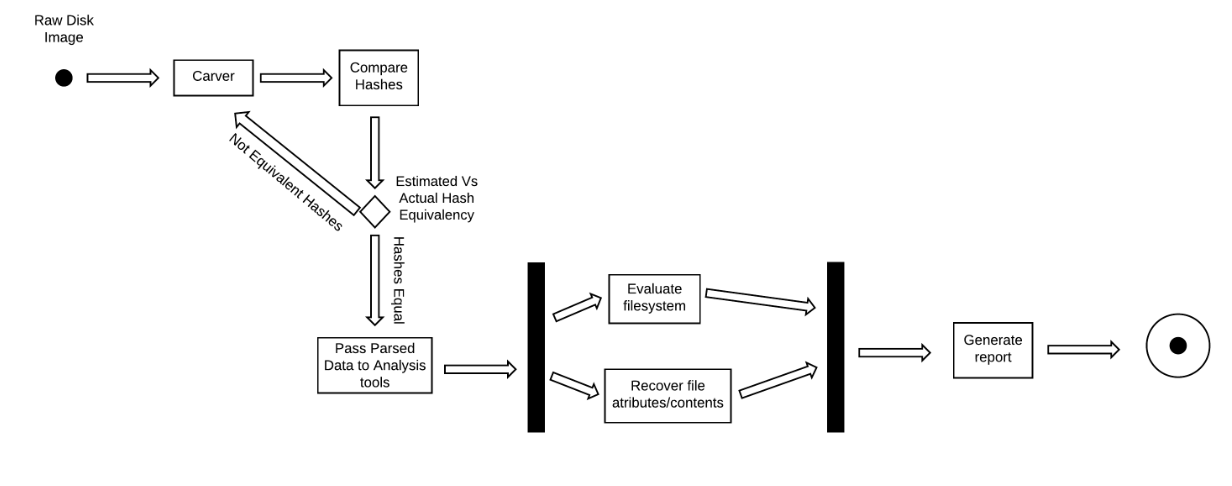 Raw Disk
Image
Carver
Compare
Hashes
Not Equivalent Hashes
Estimated Vs
Actual Hash
Equivalency
Hashes Equal
Pass Parsed
Data to Analysis
tools
Evaluate
filesystem
Recover file
atributes/contents
Generate
report